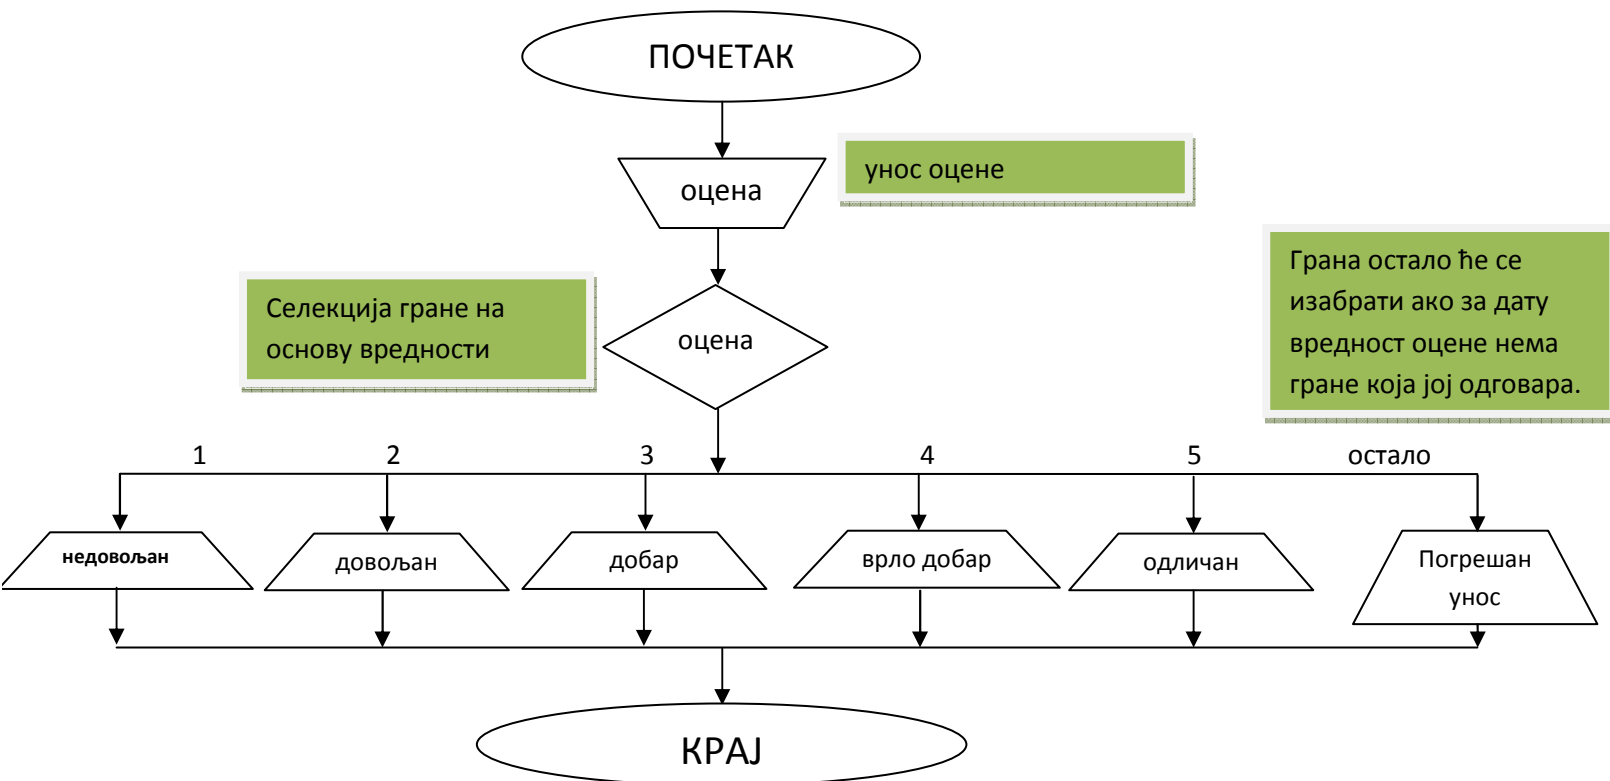 ПОЧЕТАК
оцена
унос оцене
Селекција гране на
основу вредности
оцена
Грана остало ће се
изабрати ако за дату
вредност оцене нема
гране која јој одговара.
1 2 3 4 5 остало
недовољан довољан добар врло добар одличан Погрешан
унос
КРАЈ